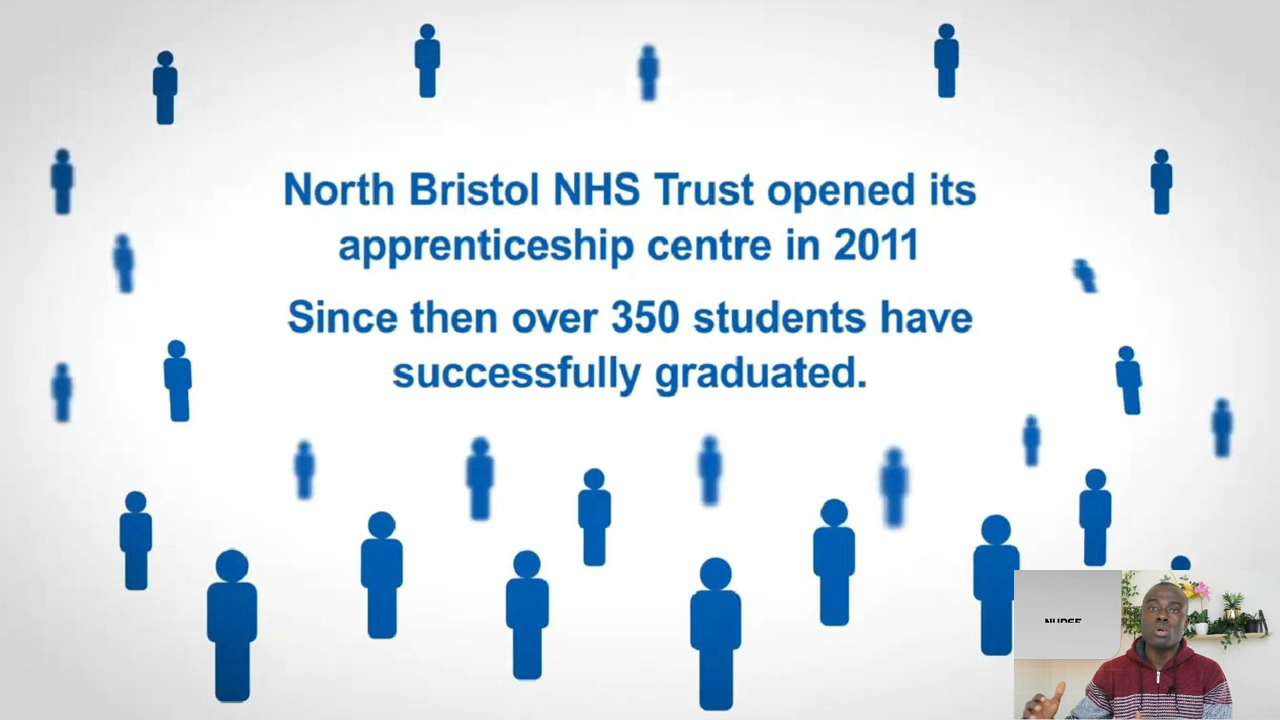 North Bristol NHS Trust opened its
apprenticeship centre in 2011
Since then over 350 students have
successfully graduated.